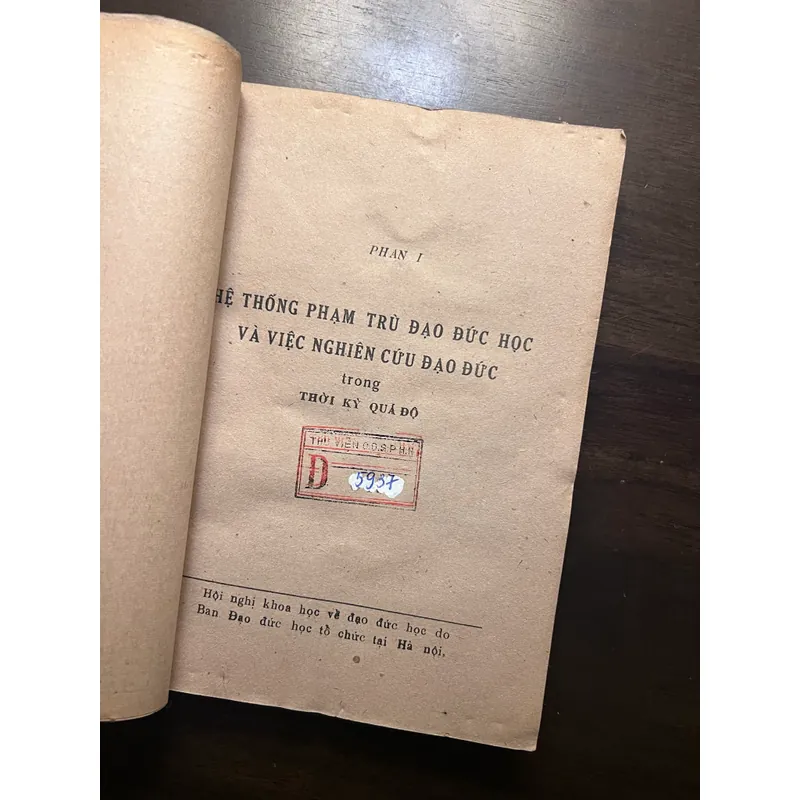 PHẦN I
HỆ THỐNG PHẠM TRÙ ĐẠO ĐỨC HỌC
VÀ VIỆC NGHIÊN CỨU ĐẠO ĐỨC
trong
THỜI KỲ QUÁ ĐỘ
THƯ VIỆN C.Đ.S.P.H.N
D 5937
Hội nghị khoa học về đạo đức học do
Ban Đạo đức học tổ chức tại Hà nội.